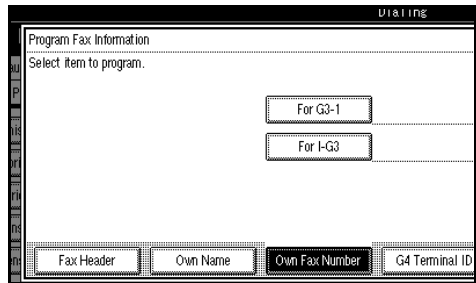 Dialing
Program Fax Information
Select item to program.
For G3-1
For I-G3
Fax Header
Own Name
Own Fax Number
G4 Terminal ID